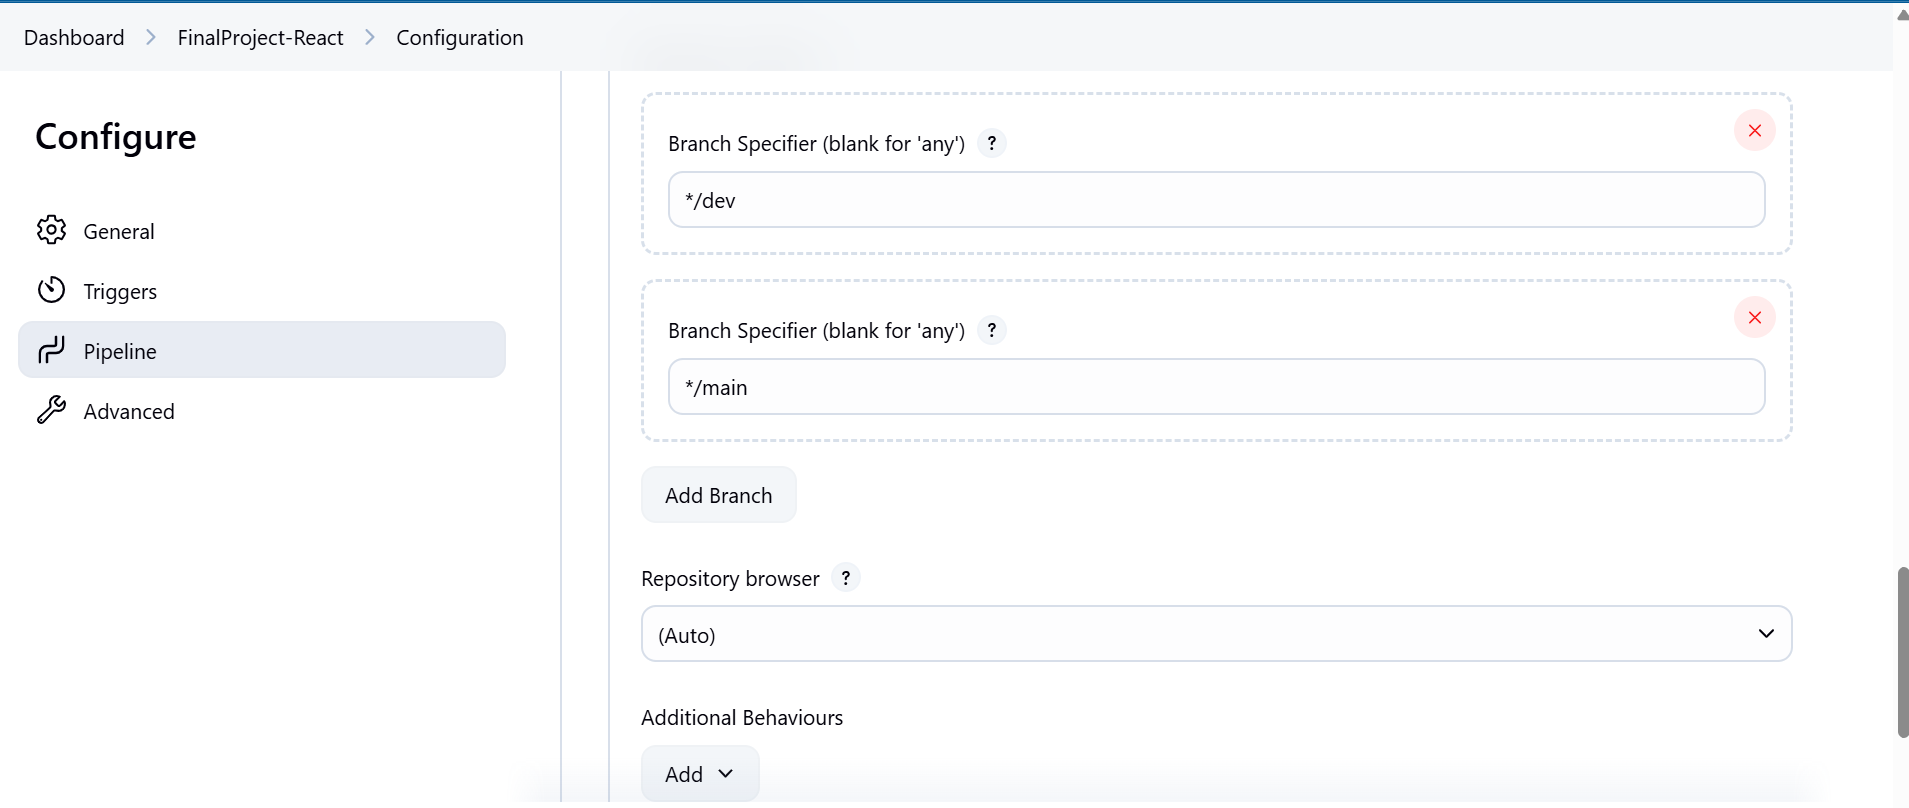 Dashboard > FinalProject-React > Configuration
Configure
General
Triggers
Pipeline
Advanced
Branch Specifier (blank for 'any') ?
*/dev
Branch Specifier (blank for 'any') ?
*/main
Add Branch
Repository browser ?
(Auto)
Additional Behaviours
Add